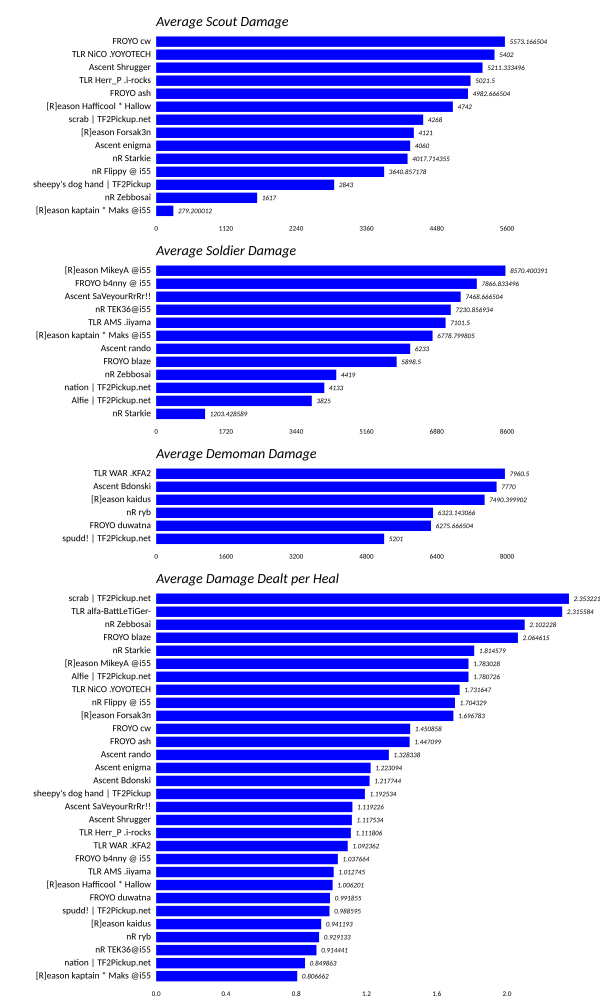 Average Scout Damage
FROYO cw 5573.166504
TLR NiCO .YOYOTECH 5402
Ascent Shrugger 5211.333496
TLR Herr_P .i-rocks 5021.5
FROYO ash 4982.666504
[R]eason Hafficool * Hallow 4742
scrab | TF2Pickup.net 4268
[R]eason Forsak3n 4121
Ascent enigma 4060
nR Starkie 4017.714355
nR Flippy @ i55 3640.857178
sheepy's dog hand | TF2Pickup 2843
nR Zebbosai 1617
[R]eason kaptain * Maks @i55 279.200012
0 1120 2240 3360 4480 5600
Average Soldier Damage
[R]eason MikeyA @i55 8570.400391
FROYO b4nny @ i55 7866.833496
Ascent SaVeyourRrRr!! 7468.666504
nR TEK36@i55 7230.856934
TLR AMS .iiyama 7101.5
[R]eason kaptain * Maks @i55 6778.799805
Ascent rando 6233
FROYO blaze 5898.5
nR Zebbosai 4419
nation | TF2Pickup.net 4133
Alfie | TF2Pickup.net 3825
nR Starkie 1203.428589
0 1720 3440 5160 6880 8600
Average Demoman Damage
TLR WAR .KFA2 7960.5
Ascent Bdonski 7770
[R]eason kaidus 7490.399902
nR ryb 6323.143066
FROYO duwatna 6275.666504
spudd! | TF2Pickup.net 5201
0 1600 3200 4800 6400 8000
Average Damage Dealt per Heal
scrab | TF2Pickup.net 2.353221
TLR alfa-BattLeTiGer- 2.315584
nR Zebbosai 2.102228
FROYO blaze 2.064615
nR Starkie 1.814579
[R]eason MikeyA @i55 1.783028
Alfie | TF2Pickup.net 1.780726
TLR NiCO .YOYOTECH 1.731647
nR Flippy @ i55 1.704329
[R]eason Forsak3n 1.696783
FROYO cw 1.450858
FROYO ash 1.447099
Ascent rando 1.328338
Ascent enigma 1.223094
Ascent Bdonski 1.217744
sheepy's dog hand | TF2Pickup 1.192534
Ascent SaVeyourRrRr!! 1.119226
Ascent Shrugger 1.117534
TLR Herr_P .i-rocks 1.111806
TLR WAR .KFA2 1.092362
FROYO b4nny @ i55 1.037664
TLR AMS .iiyama 1.012745
[R]eason Hafficool * Hallow 1.006201
FROYO duwatna 0.991855
spudd! | TF2Pickup.net 0.988595
[R]eason kaidus 0.941193
nR ryb 0.929133
nR TEK36@i55 0.914441
nation | TF2Pickup.net 0.849863
[R]eason kaptain * Maks @i55 0.806662
0.0 0.4 0.8 1.2 1.6 2.0